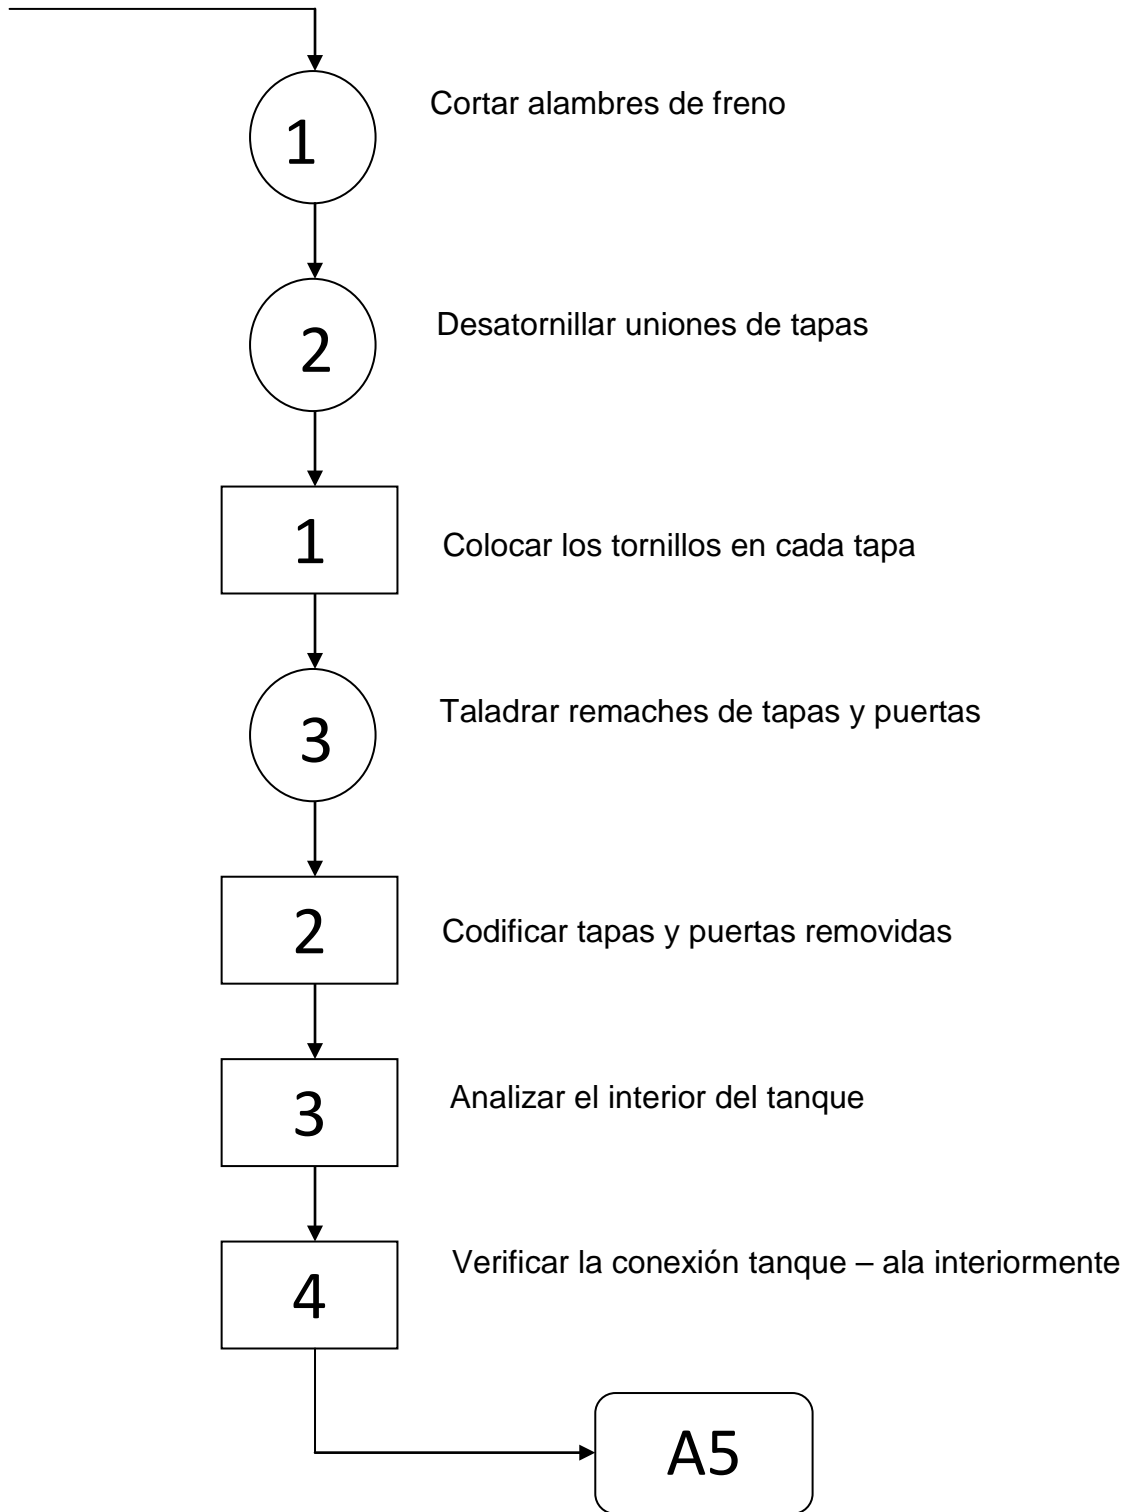 1
Cortar alambres de freno
2
Desatornillar uniones de tapas
1
Colocar los tornillos en cada tapa
3
Taladrar remaches de tapas y puertas
2
Codificar tapas y puertas removidas
3
Analizar el interior del tanque
4
Verificar la conexión tanque – ala interiormente
A5